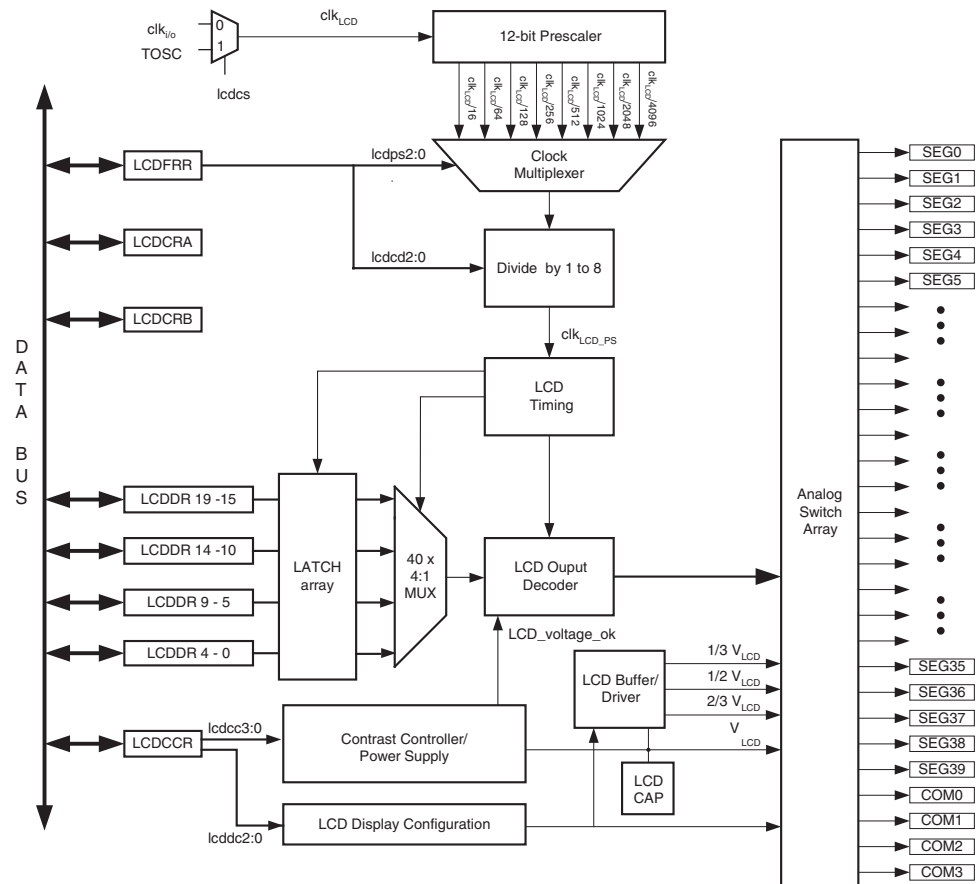 clk_LCD
clk_i/o
0
1
TOSC
lcdcs
12-bit Prescaler
clk_LCD/16
clk_LCD/64
clk_LCD/128
clk_LCD/256
clk_LCD/512
clk_LCD/1024
clk_LCD/2048
clk_LCD/4096
Clock
Multiplexer
lcdps2:0
lcdcd2:0
Divide by 1 to 8
clk_LCD_PS
LCD
Timing
DATA BUS
LCDFRR
LCDCRA
LCDCRB
LCDDR 19 -15
LCDDR 14 -10
LCDDR 9 - 5
LCDDR 4 - 0
LCDCCR
LATCH
array
40 x
4:1
MUX
LCD Ouput
Decoder
LCD_voltage_ok
lcdcc3:0
Contrast Controller/
Power Supply
lcddc2:0
LCD Display Configuration
LCD Buffer/
Driver
LCD
CAP
1/3 V_LCD
1/2 V_LCD
2/3 V_LCD
V_LCD
Analog
Switch
Array
SEG0
SEG1
SEG2
SEG3
SEG4
SEG5
SEG35
SEG36
SEG37
SEG38
SEG39
COM0
COM1
COM2
COM3